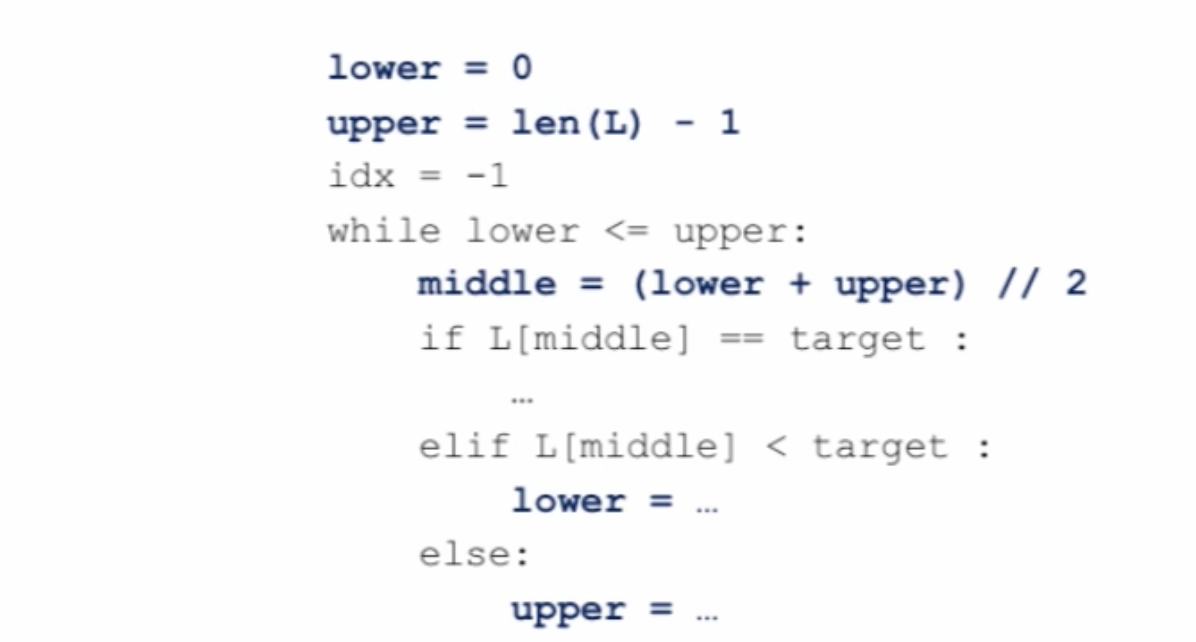 lower = 0
upper = len(L) - 1
idx = -1
while lower <= upper:
    middle = (lower + upper) // 2
    if L[middle] == target :
        …
    elif L[middle] < target :
        lower = …
    else:
        upper = …